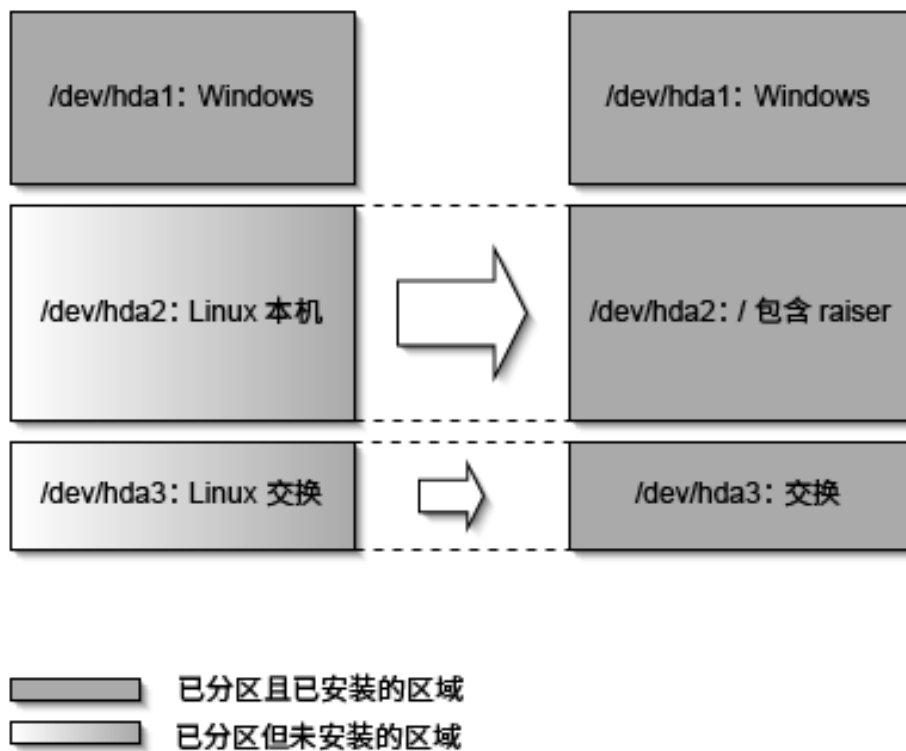 /dev/hda1：Windows
/dev/hda1：Windows
/dev/hda2：Linux 本机
/dev/hda2：/ 包含 raiser
/dev/hda3：Linux 交换
/dev/hda3：交换
已分区且已安装的区域
已分区但未安装的区域